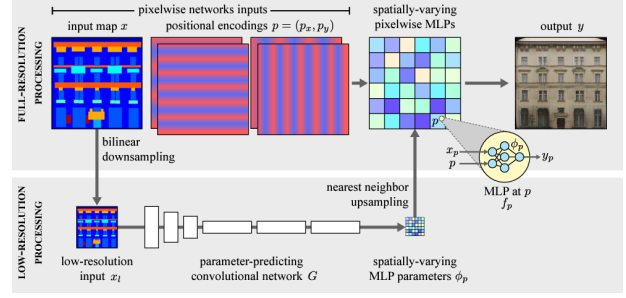 pixelwise networks inputs
input map x
positional encodings p = (pₓ, p_y)
spatially-varying
pixelwise MLPs
output y
FULL-RESOLUTION
PROCESSING
p
bilinear
downsampling
nearest neighbor
upsampling
x_p
p
ϕ_p
y_p
MLP at p
f_p
LOW-RESOLUTION
PROCESSING
low-resolution
input x_l
parameter-predicting
convolutional network G
spatially-varying
MLP parameters ϕ_p